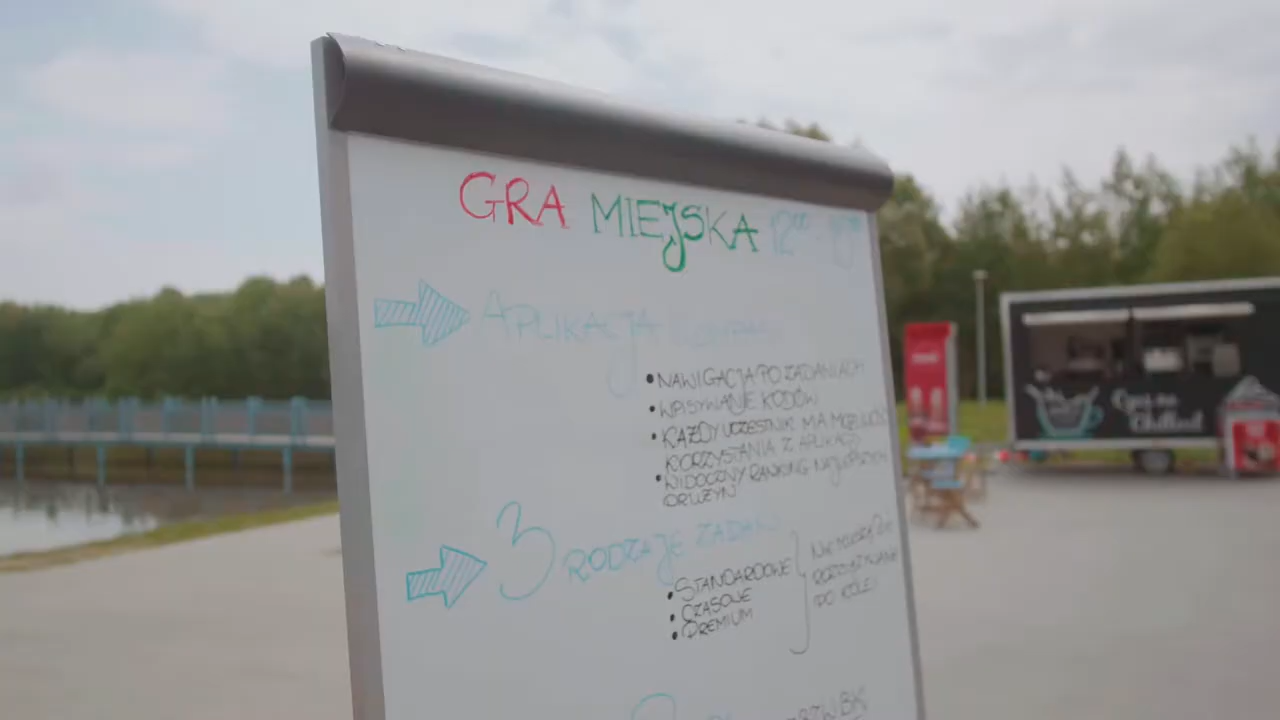 GRA MIEJSKA 12⁰⁰
APLIKACJA
• NAWIGACJA PO ZADANIACH
• WPISYWANIE KODÓW
• KAŻDY UCZESTNIK MA MOŻLIWOŚĆ
KORZYSTANIA Z APLIKACJI
• WIDOCZNY RANKING NAJLEPSZYCH
DRUŻYN
3 RODZAJE ZADAŃ
• STANDARDOWE
• CZASOWE
• PREMIUM
NIE MUSZĄ BYĆ
ROZWIĄZYWANE
PO KOLEI